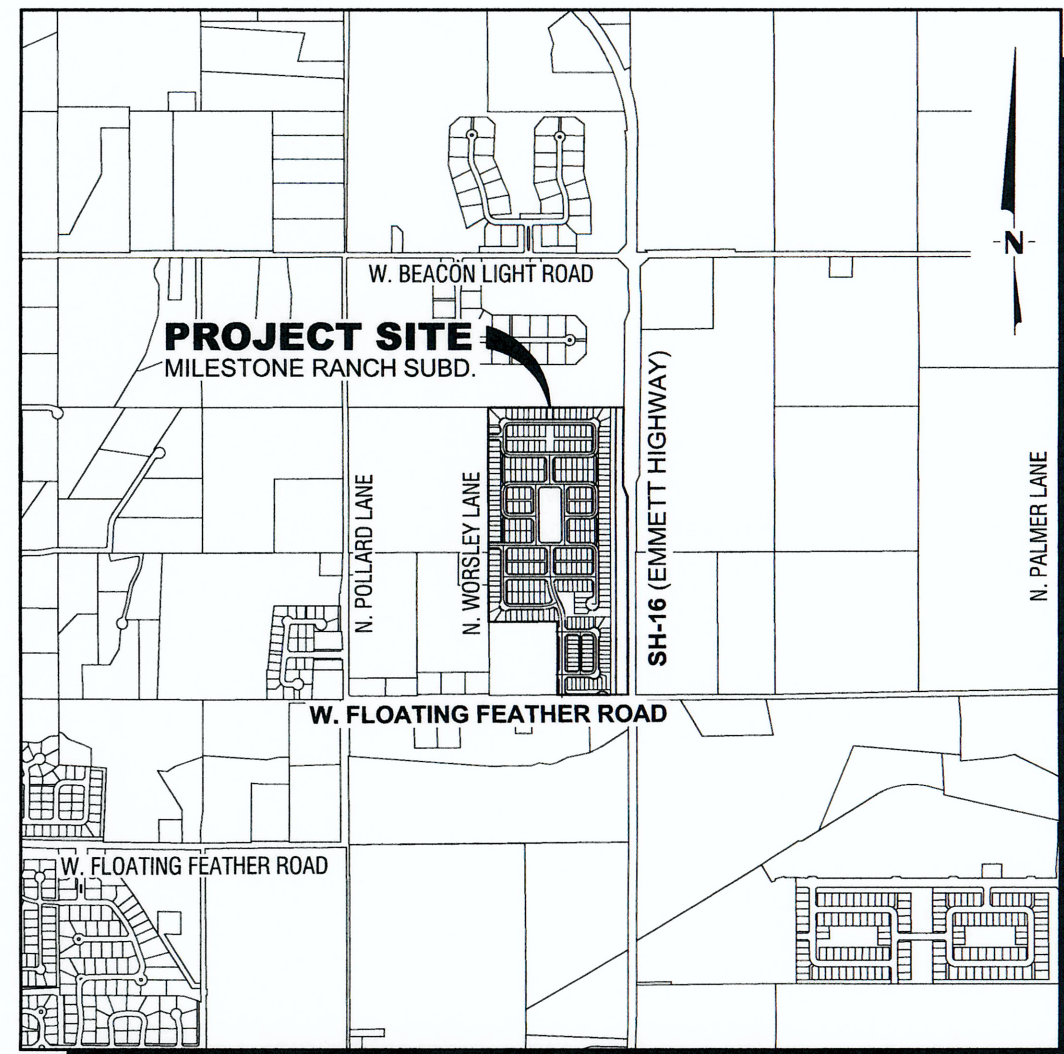 N
W. BEACON LIGHT ROAD
PROJECT SITE
MILESTONE RANCH SUBD.
N. POLLARD LANE
N. WORSLEY LANE
SH-16 (EMMETT HIGHWAY)
N. PALMER LANE
W. FLOATING FEATHER ROAD
W. FLOATING FEATHER ROAD